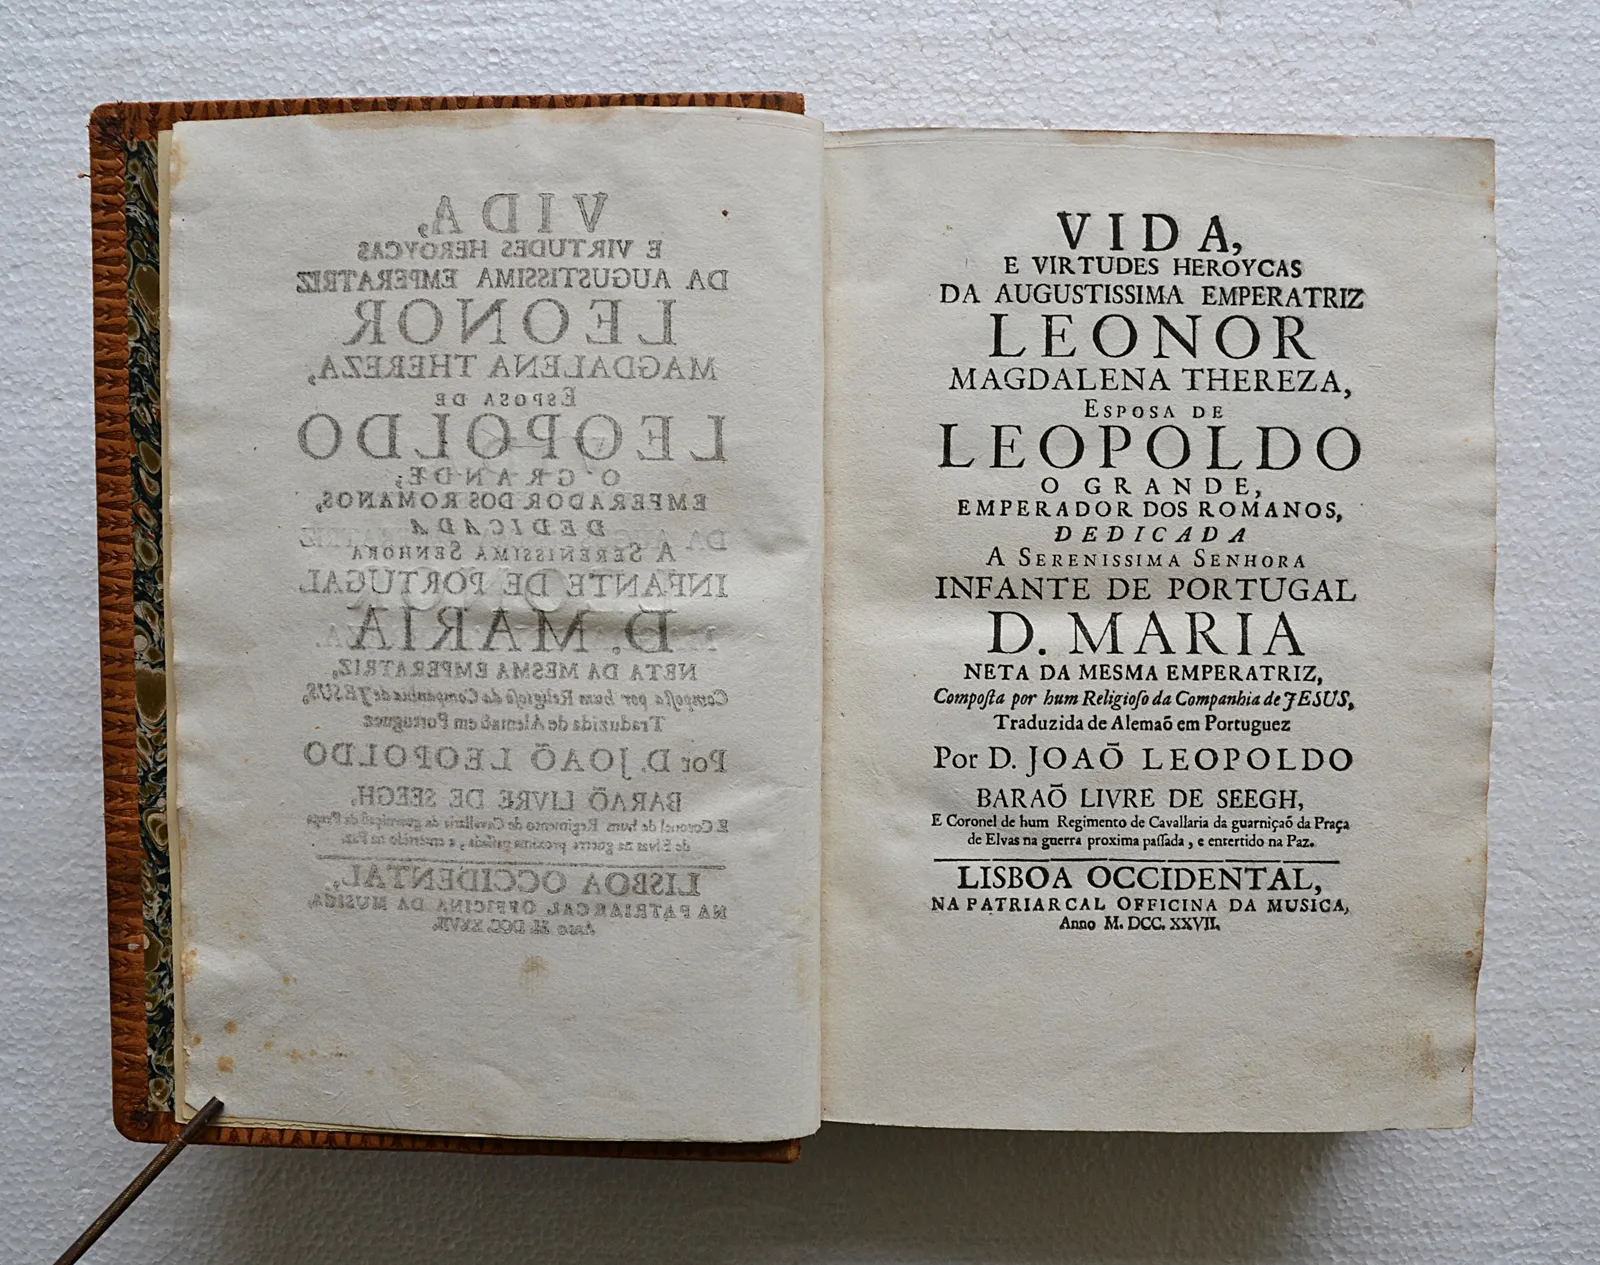 VIDA,
E VIRTUDES HEROYCAS
DA AUGUSTISSIMA EMPERATRIZ
LEONOR
MAGDALENA THEREZA,
ESPOSA DE
LEOPOLDO
O GRANDE,
EMPERADOR DOS ROMANOS,
DEDICADA
A SERENISSIMA SENHORA
INFANTE DE PORTUGAL
D. MARIA
NETA DA MESMA EMPERATRIZ,
Compoſta por hum Religioſo da Companhia de JESUS,
Traduzida de Alemaõ em Portuguez
Por D. JOAÕ LEOPOLDO
BARAÕ LIVRE DE SEEGH,
E Coronel de hum Regimento de Cavallaria da guarniçaõ da Praça
de Elvas na guerra proxima paſſada, e entertido na Paz.
LISBOA OCCIDENTAL,
NA PATRIARCAL OFFICINA DA MUSICA,
Anno M. DCC. XXVII.